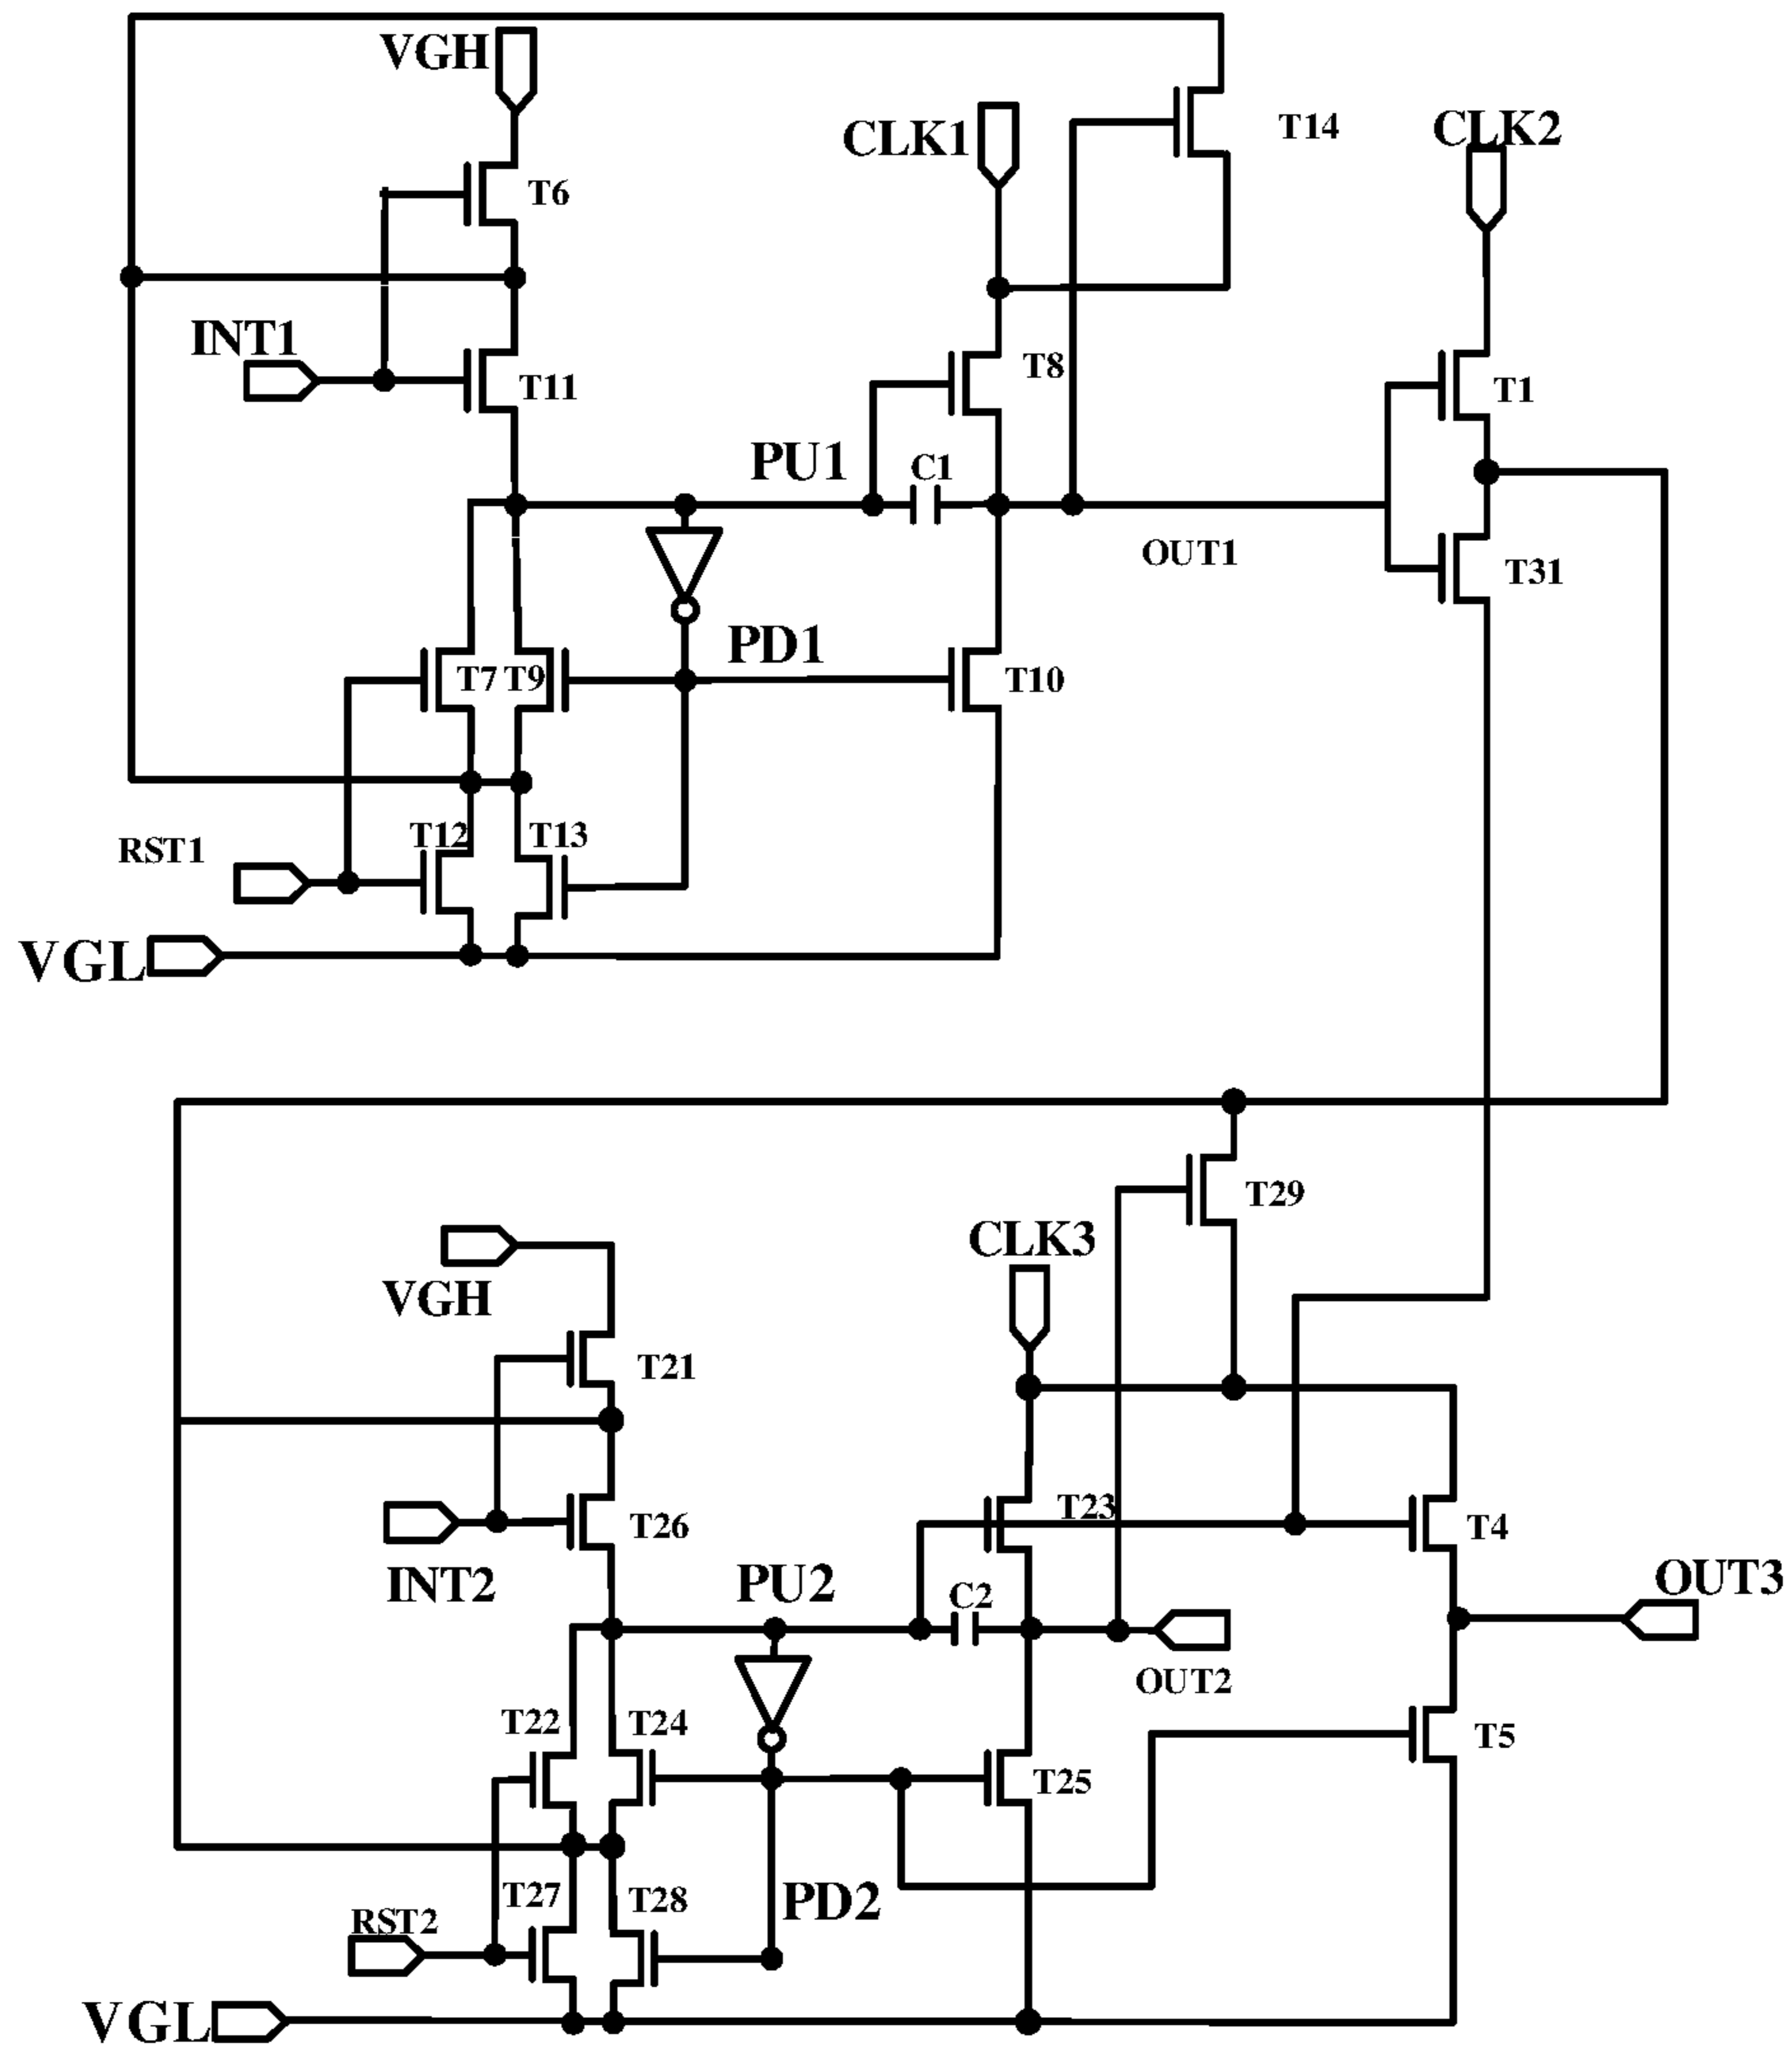 VGH
CLK1
T14
CLK2
T6
INT1
T11
T8
T1
PU1
C1
OUT1
T31
PD1
T7
T9
T10
T12
T13
RST1
VGL
T29
CLK3
VGH
T21
T23
T4
T26
INT2
PU2
C2
OUT3
OUT2
T22
T24
T5
T25
T27
T28
PD2
RST2
VGL